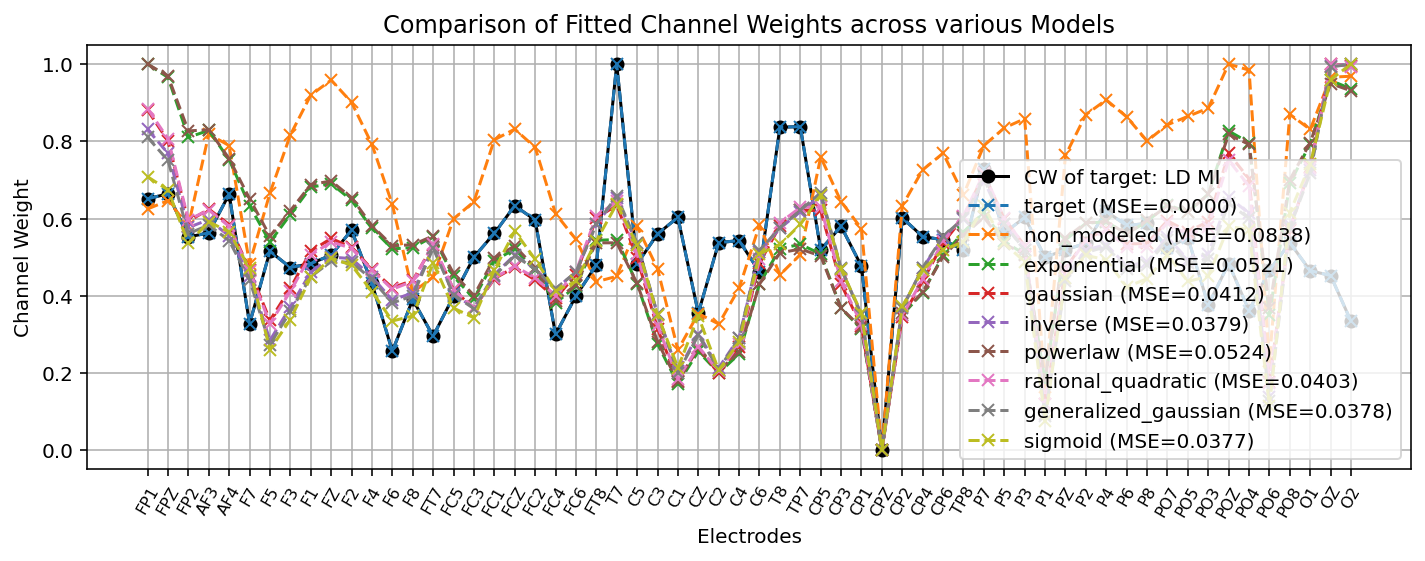 Comparison of Fitted Channel Weights across various Models
Channel Weight
1.0
0.8
0.6
0.4
0.2
0.0
CW of target: LD MI
target (MSE=0.0000)
non_modeled (MSE=0.0838)
exponential (MSE=0.0521)
gaussian (MSE=0.0412)
inverse (MSE=0.0379)
powerlaw (MSE=0.0524)
rational_quadratic (MSE=0.0403)
generalized_gaussian (MSE=0.0378)
sigmoid (MSE=0.0377)
FP1 FPZ FP2 AF3 AF4 F7 F5 F3 F1 FZ F2 F4 F6 F8 FT7 FC5 FC3 FC1 FCZ FC2 FC4 FC6 FT8 T7 C5 C3 C1 CZ C2 C4 C6 T8 TP7 CP5 CP3 CP1 CPZ CP2 CP4 CP6 TP8 P7 P5 P3 P1 PZ P2 P4 P6 P8 PO7 PO5 PO3 POZ PO4 PO6 PO8 O1 OZ O2
Electrodes